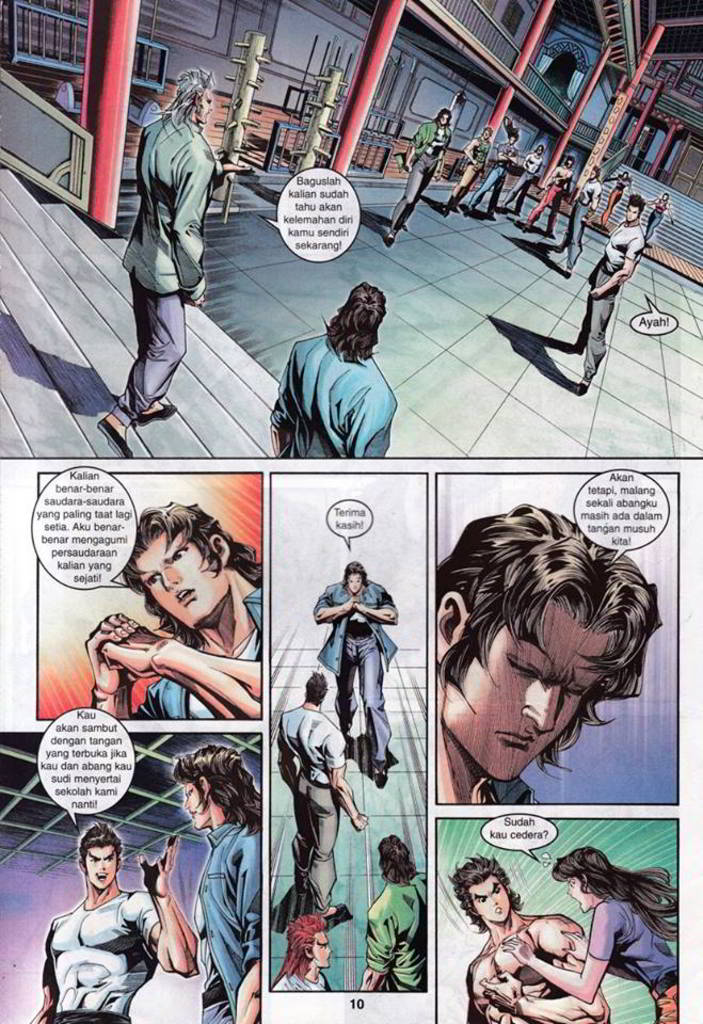 Baguslah
kalian sudah
tahu akan
kelemahan diri
kamu sendiri
sekarang!
Ayah!
Kalian
benar-benar
saudara-saudara
yang paling taat lagi
setia. Aku benar-
benar mengagumi
persaudaraan
kalian yang
sejati!
Terima
kasih!
Akan
tetapi, malang
sekali abangku
masih ada dalam
tangan musuh
kita!
Kau
akan sambut
dengan tangan
yang terbuka jika
kau dan abang kau
sudi menyertai
sekolah kami
nanti!
Sudah
kau cedera?
10